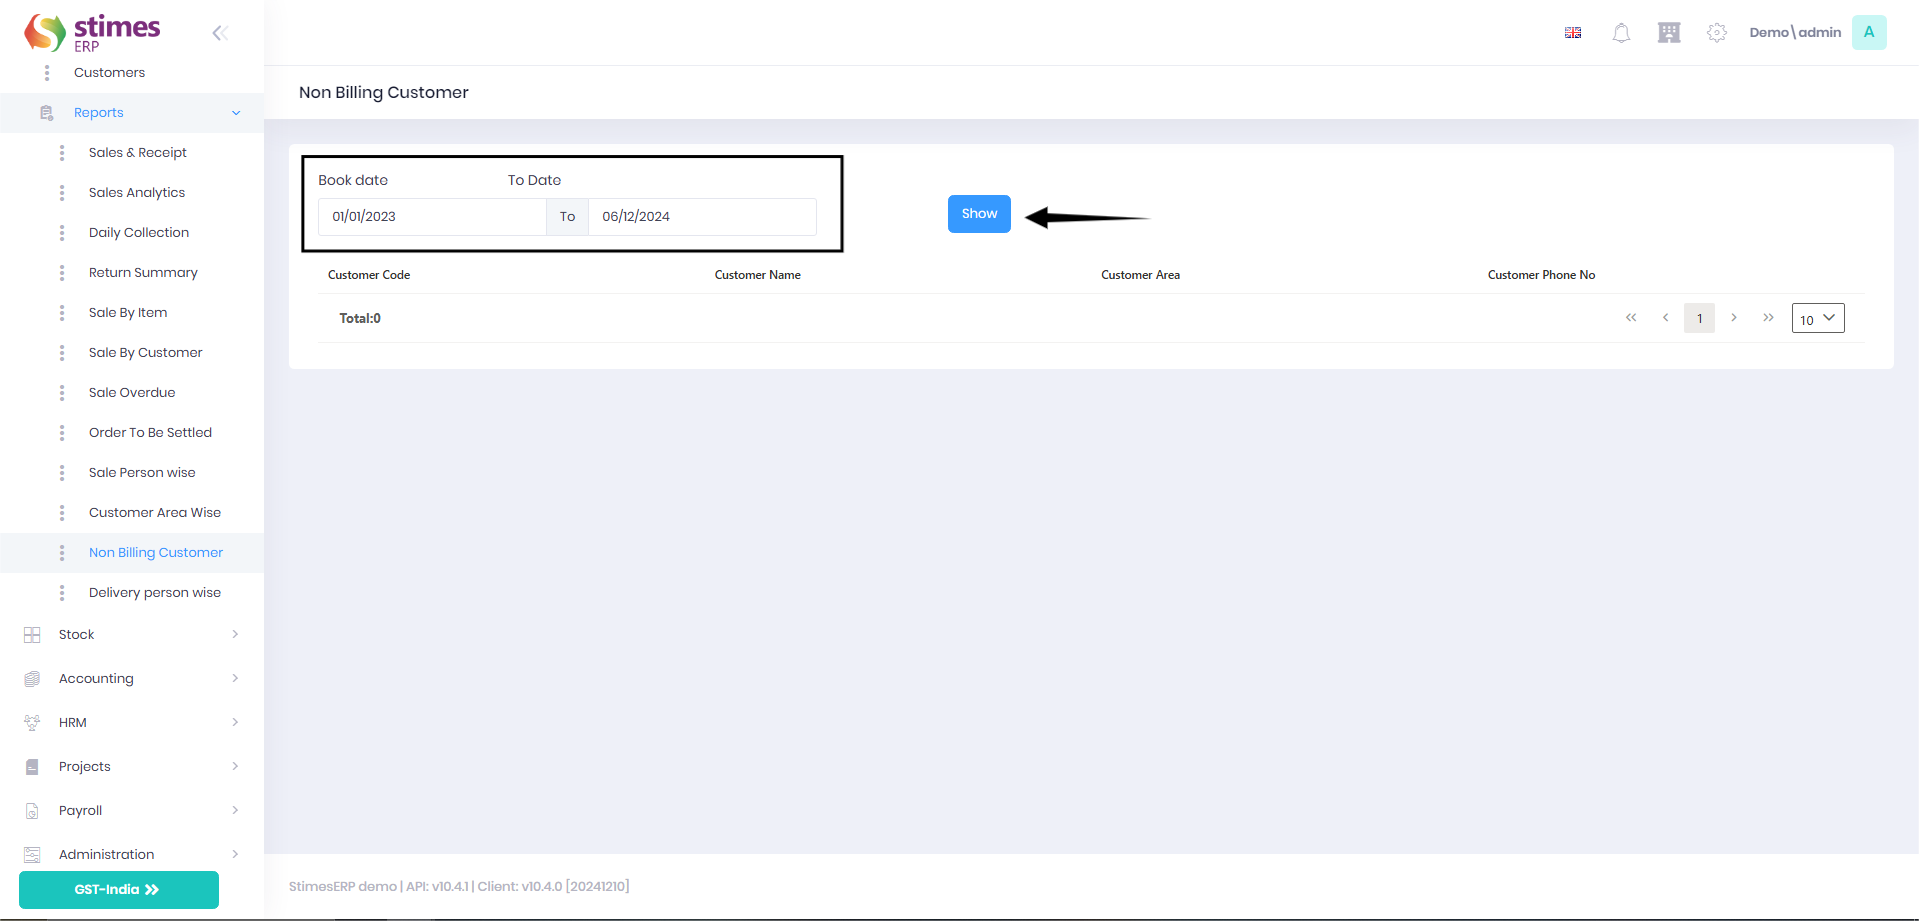 stimes
ERP
Demo\admin
A
Customers
Reports
Sales & Receipt
Sales Analytics
Daily Collection
Return Summary
Sale By Item
Sale By Customer
Sale Overdue
Order To Be Settled
Sale Person wise
Customer Area Wise
Non Billing Customer
Delivery person wise
Stock
Accounting
HRM
Projects
Payroll
Administration
GST-India
Non Billing Customer
Book date To Date
01/01/2023 To 06/12/2024
Show
Customer Code Customer Name Customer Area Customer Phone No
Total:0 1 10
StimesERP demo | API: v10.4.1 | Client: v10.4.0 [20241210]